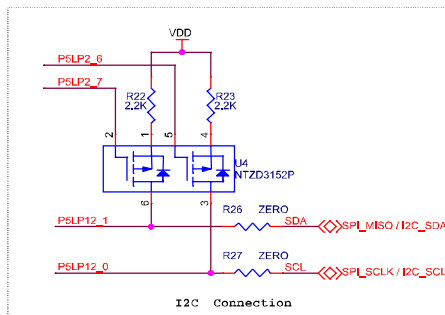 VDD
P5LP2_6
P5LP2_7
R22
2.2K
R23
2.2K
2
1
5
4
U4
NTZD3152P
6
3
P5LP12_1
R26
ZERO
SDA
SPI_MISO / I2C_SDA
P5LP12_0
R27
ZERO
SCL
SPI_SCLK / I2C_SCL
I2C Connection